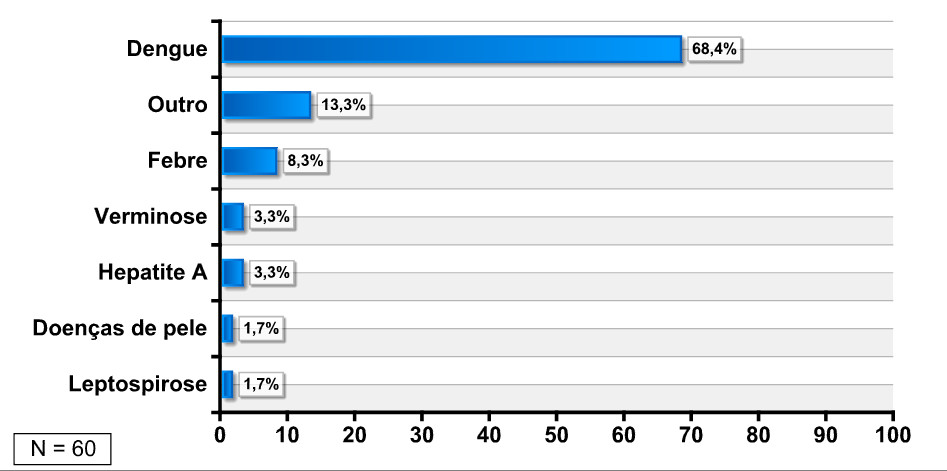 Dengue 68,4%
Outro 13,3%
Febre 8,3%
Verminose 3,3%
Hepatite A 3,3%
Doenças de pele 1,7%
Leptospirose 1,7%
0 10 20 30 40 50 60 70 80 90 100
N = 60